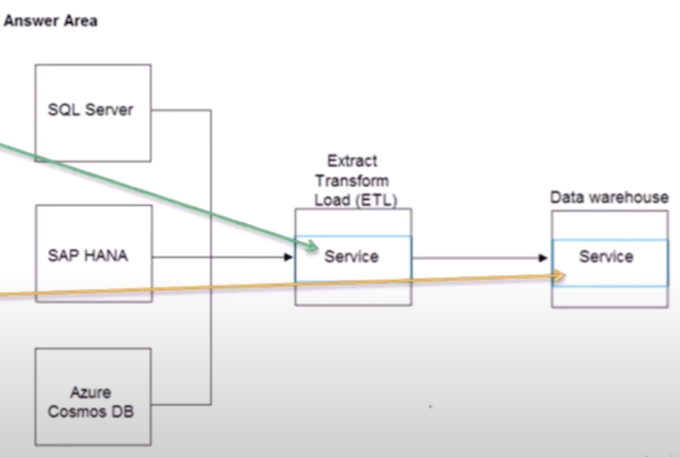 Answer Area
SQL Server
Extract
Transform
Load (ETL)
Data warehouse
SAP HANA
Service
Service
Azure
Cosmos DB